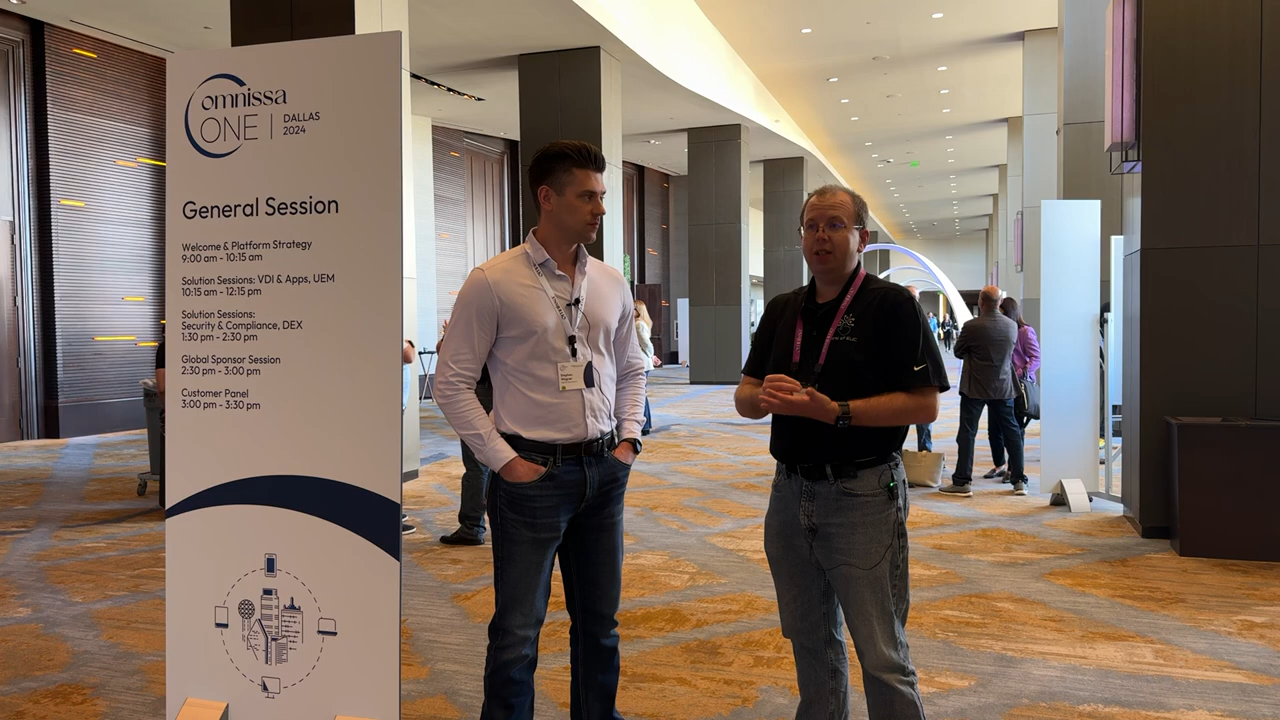 omnissa
ONE | DALLAS
2024
General Session
Welcome & Platform Strategy
9:00 am - 10:15 am
Solution Sessions: VDI & Apps, UEM
10:15 am - 12:15 pm
Solution Sessions:
Security & Compliance, DEX
1:30 pm - 2:30 pm
Global Sponsor Session
2:30 pm - 3:00 pm
Customer Panel
3:00 pm - 3:30 pm
Stephen
Wagner